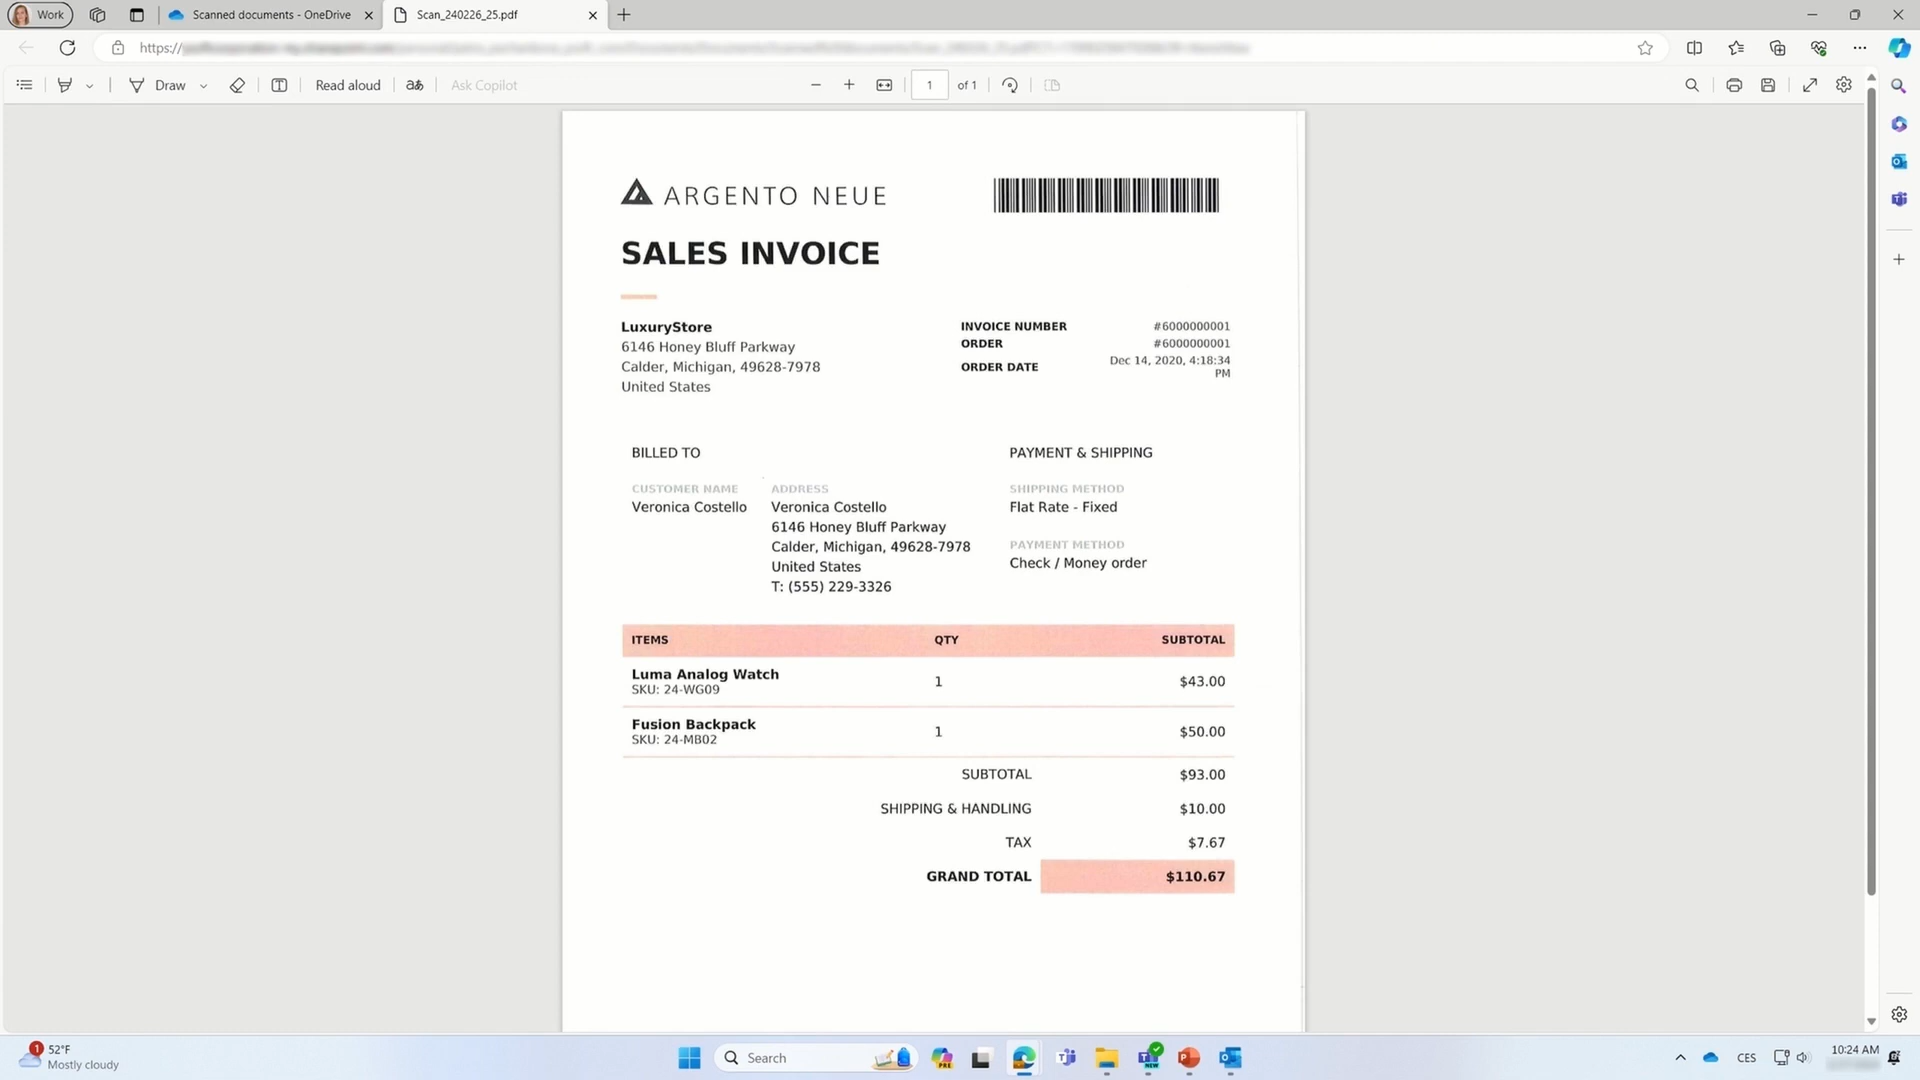 Work
Scanned documents - OneDrive
Scan_240226_25.pdf
https://
Draw
Read aloud
aあ
Ask Copilot
1
of 1
ARGENTO NEUE
SALES INVOICE
LuxuryStore
6146 Honey Bluff Parkway
Calder, Michigan, 49628-7978
United States
INVOICE NUMBER #6000000001
ORDER #6000000001
ORDER DATE Dec 14, 2020, 4:18:34
PM
BILLED TO
CUSTOMER NAME
Veronica Costello
ADDRESS
Veronica Costello
6146 Honey Bluff Parkway
Calder, Michigan, 49628-7978
United States
T: (555) 229-3326
PAYMENT & SHIPPING
SHIPPING METHOD
Flat Rate - Fixed
PAYMENT METHOD
Check / Money order
ITEMS QTY SUBTOTAL
Luma Analog Watch
SKU: 24-WG09
1 $43.00
Fusion Backpack
SKU: 24-MB02
1 $50.00
SUBTOTAL $93.00
SHIPPING & HANDLING $10.00
TAX $7.67
GRAND TOTAL $110.67
1
52°F
Mostly cloudy
Search
PRE
NEW
CES
10:24 AM